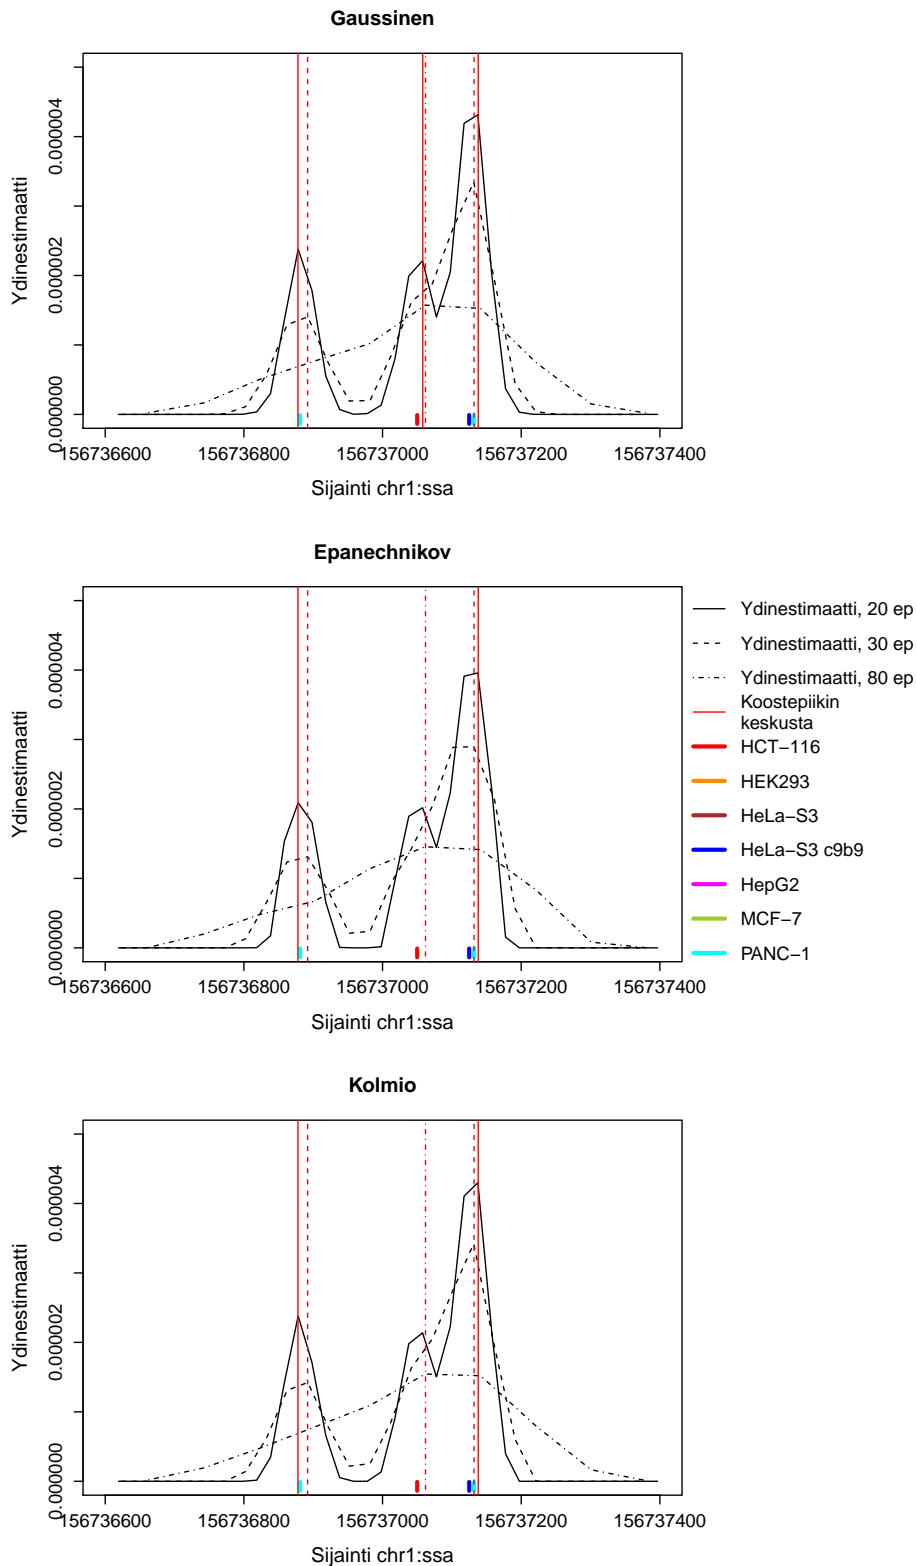 Gaussinen
Ydinestimaatti
0.000000
0.000002
0.000004
156736600
156736800
156737000
156737200
156737400
Sijainti chr1:ssa
Epanechnikov
Ydinestimaatti
0.000000
0.000002
0.000004
156736600
156736800
156737000
156737200
156737400
Sijainti chr1:ssa
Ydinestimaatti, 20 ep
Ydinestimaatti, 30 ep
Ydinestimaatti, 80 ep
Koostepiikin
keskusta
HCT−116
HEK293
HeLa−S3
HeLa−S3 c9b9
HepG2
MCF−7
PANC−1
Kolmio
Ydinestimaatti
0.000000
0.000002
0.000004
156736600
156736800
156737000
156737200
156737400
Sijainti chr1:ssa